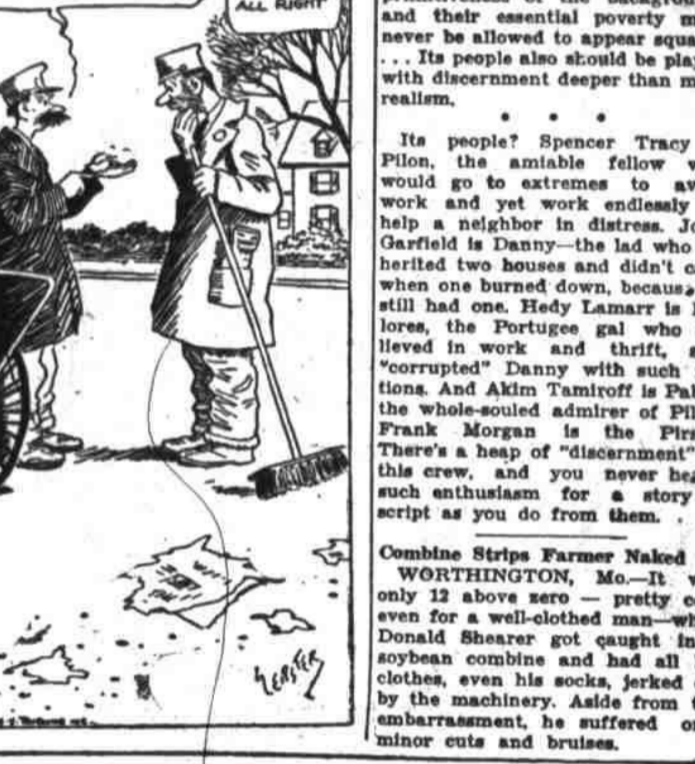 ALL RIGHT
WEBSTER
and their essential poverty m
never be allowed to appear squa
. . . Its people also should be play
with discernment deeper than m
realism.
* * *
Its people? Spencer Tracy
Pilon, the amiable fellow w
would go to extremes to av
work and yet work endlessly
help a neighbor in distress. Jo
Garfield is Danny—the lad who
herited two houses and didn't c
when one burned down, because
still had one. Hedy Lamarr is D
lores, the Portugee gal who
lieved in work and thrift,
"corrupted" Danny with such
tions. And Akim Tamiroff is Pa
the whole-souled admirer of Pil
Frank Morgan is the Pira
There's a heap of "discernment"
this crew, and you never hea
such enthusiasm for a story
script as you do from them.
Combine Strips Farmer Naked
WORTHINGTON, Mo.—It
only 12 above zero — pretty c
even for a well-clothed man—wh
Donald Shearer got caught in
soybean combine and had all
clothes, even his socks, jerked
by the machinery. Aside from t
embarrassment, he suffered on
minor cuts and bruises.